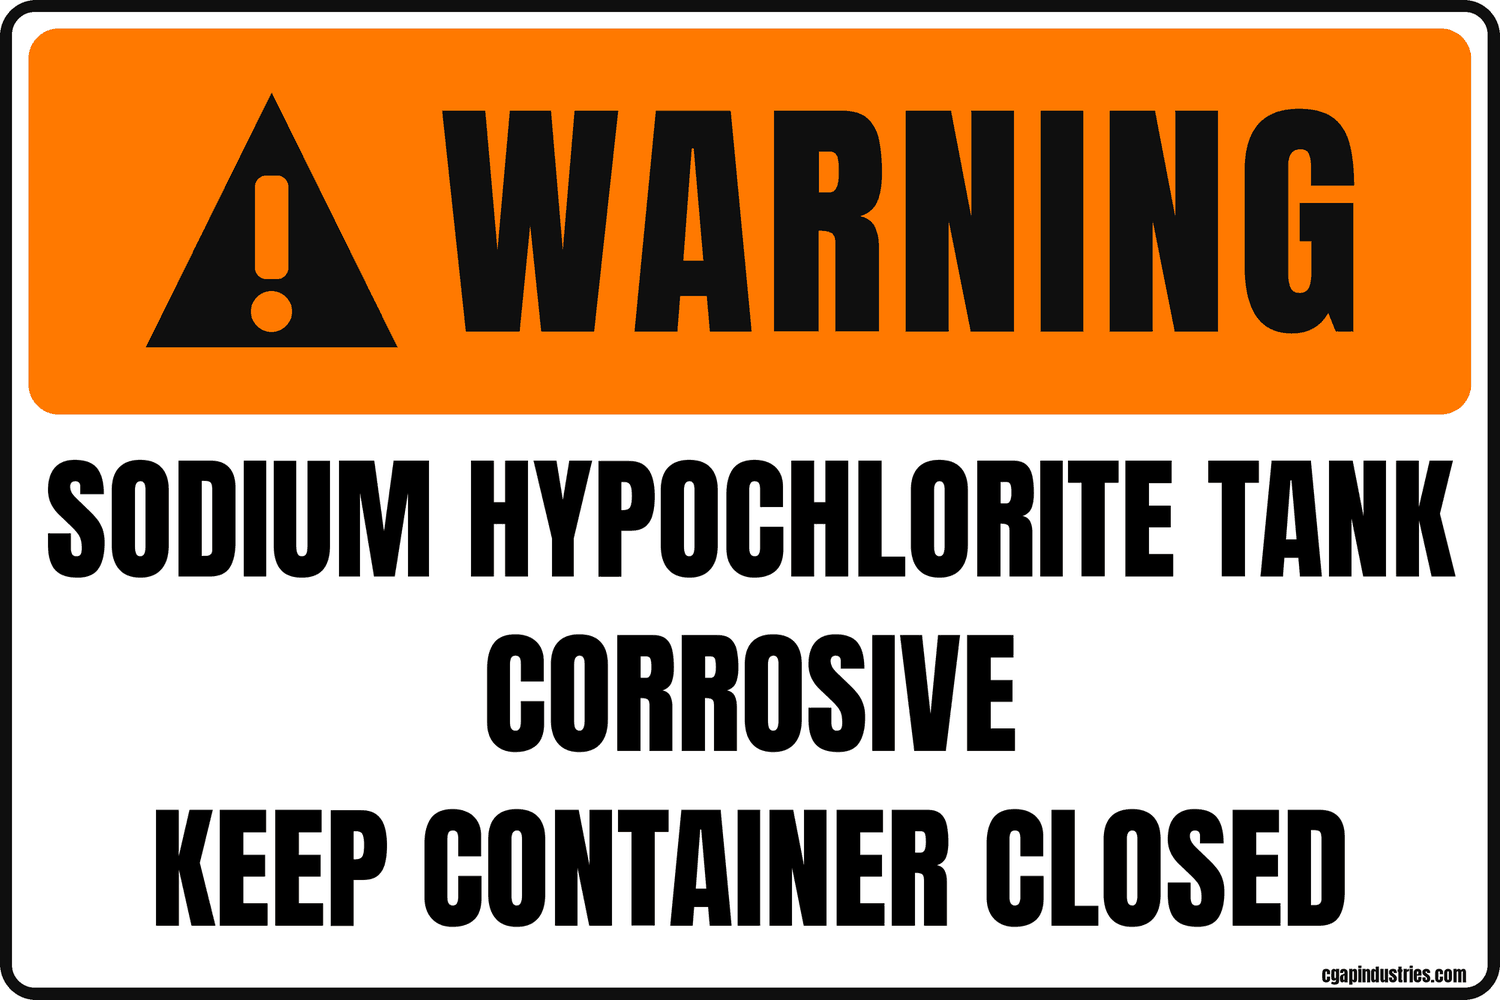 WARNING
SODIUM HYPOCHLORITE TANK
CORROSIVE
KEEP CONTAINER CLOSED
cgapindustries.com